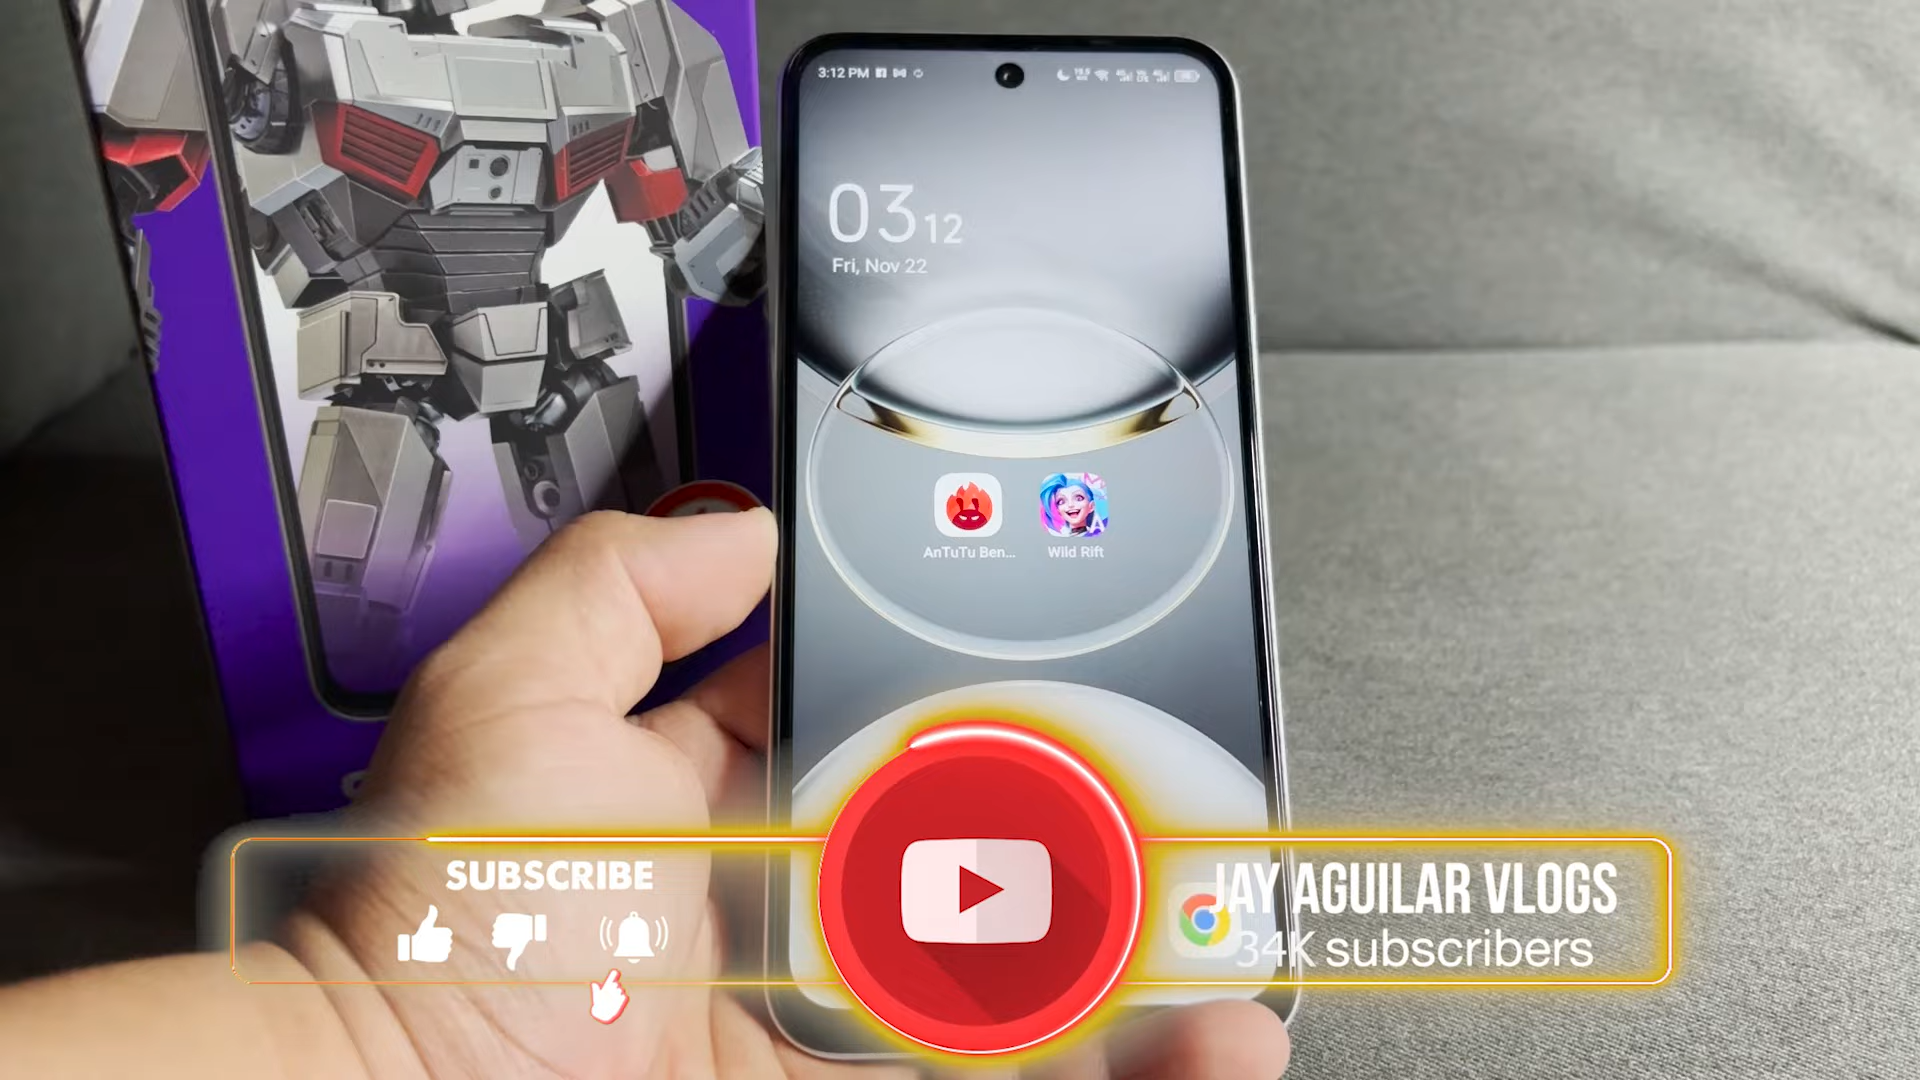 3:12 PM
03 12
Fri, Nov 22
AnTuTu Ben...
Wild Rift
SUBSCRIBE
JAY AGUILAR VLOGS
34K subscribers